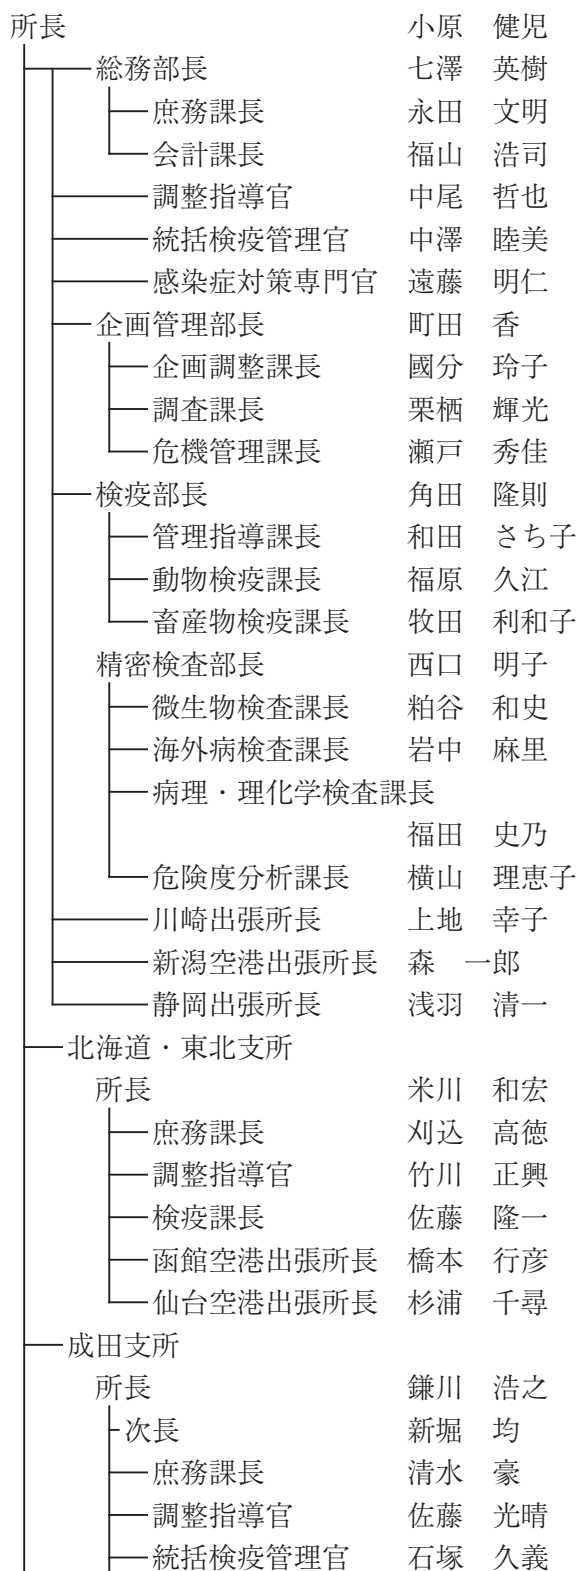 所長　小原　健児
総務部長　七澤　英樹
庶務課長　永田　文明
会計課長　福山　浩司
調整指導官　中尾　哲也
統括検疫管理官　中澤　睦美
感染症対策専門官　遠藤　明仁
企画管理部長　町田　香
企画調整課長　國分　玲子
調査課長　栗栖　輝光
危機管理課長　瀬戸　秀佳
検疫部長　角田　隆則
管理指導課長　和田　さち子
動物検疫課長　福原　久江
畜産物検疫課長　牧田　利和子
精密検査部長　西口　明子
微生物検査課長　粕谷　和史
海外病検査課長　岩中　麻里
病理・理化学検査課長
福田　史乃
危険度分析課長　横山　理恵子
川崎出張所長　上地　幸子
新潟空港出張所長　森　一郎
静岡出張所長　浅羽　清一
北海道・東北支所
所長　米川　和宏
庶務課長　刈込　高徳
調整指導官　竹川　正興
検疫課長　佐藤　隆一
函館空港出張所長　橋本　行彦
仙台空港出張所長　杉浦　千尋
成田支所
所長　鎌川　浩之
次長　新堀　均
庶務課長　清水　豪
調整指導官　佐藤　光晴
統括検疫管理官　石塚　久義